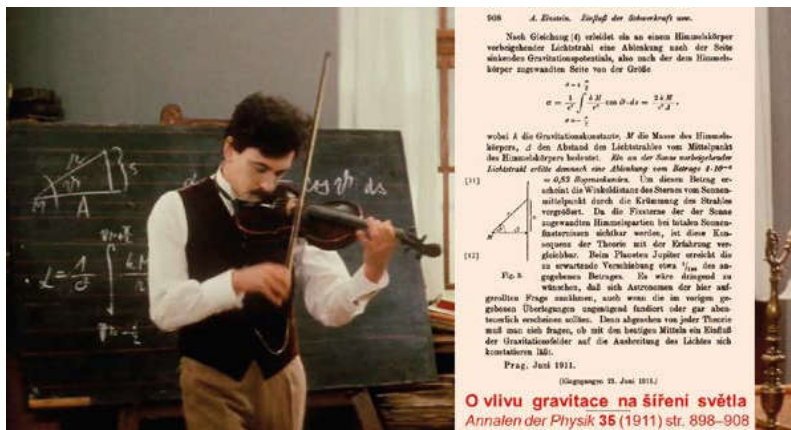 cos ϑ ds
A
908 A. Einstein. Einfluß der Schwerkraft usw.
Nach Gleichung (4) erleidet ein an einem Himmelskörper
vorbeigehender Lichtstrahl eine Ablenkung nach der Seite
sinkenden Gravitationspotentials, also nach der dem Himmels-
körper zugewandten Seite von der Größe
wobei k die Gravitationskonstante, M die Masse des Himmels-
körpers, Δ den Abstand des Lichtstrahles vom Mittelpunkt
des Himmelskörpers bedeutet. Ein an der Sonne vorbeigehender
Lichtstrahl erlitte demnach eine Ablenkung vom Betrage 4·10⁻⁶
[11] = 0,83 Bogensekunden. Um diesen Betrag er-
scheint die Winkeldistanz des Sternes vom Sonnen-
mittelpunkt durch die Krümmung des Strahles
vergrößert. Da die Fixsterne der der Sonne
zugewandten Himmelspartien bei totalen Sonnen-
finsternissen sichtbar werden, ist diese Kon-
sequenz der Theorie mit der Erfahrung ver-
[12] gleichbar. Beim Planeten Jupiter erreicht die
zu erwartende Verschiebung etwa ¹/₁₀₀ des an-
gegebenen Betrages. Es wäre dringend zu
wünschen, daß sich Astronomen der hier auf-
gerollten Frage annähmen, auch wenn die im vorigen ge-
gebenen Überlegungen ungenügend fundiert oder gar aben-
teuerlich erscheinen sollten. Denn abgesehen von jeder Theorie
muß man sich fragen, ob mit den heutigen Mitteln ein Einfluß
der Gravitationsfelder auf die Ausbreitung des Lichtes sich
konstatieren läßt.
Fig. 3.
Prag, Juni 1911.
(Eingegangen 21. Juni 1911.)
O vlivu gravitace na šíření světla
Annalen der Physik 35 (1911) str. 898–908